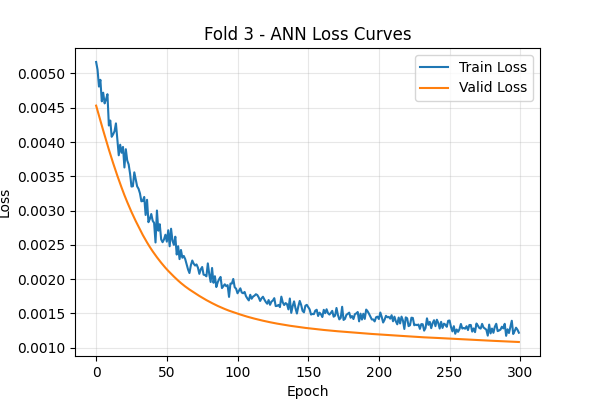 Fold 3 - ANN Loss Curves
Train Loss
Valid Loss
Loss
0.0050
0.0045
0.0040
0.0035
0.0030
0.0025
0.0020
0.0015
0.0010
0 50 100 150 200 250 300
Epoch